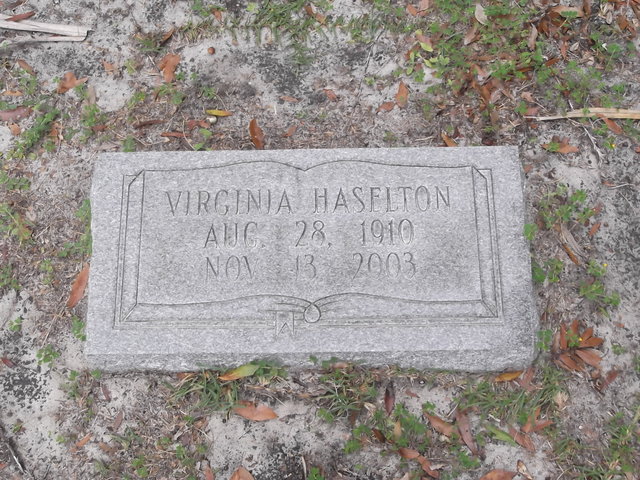 VIRGINIA HASELTON
AUG. 28, 1910
NOV. 13, 2003